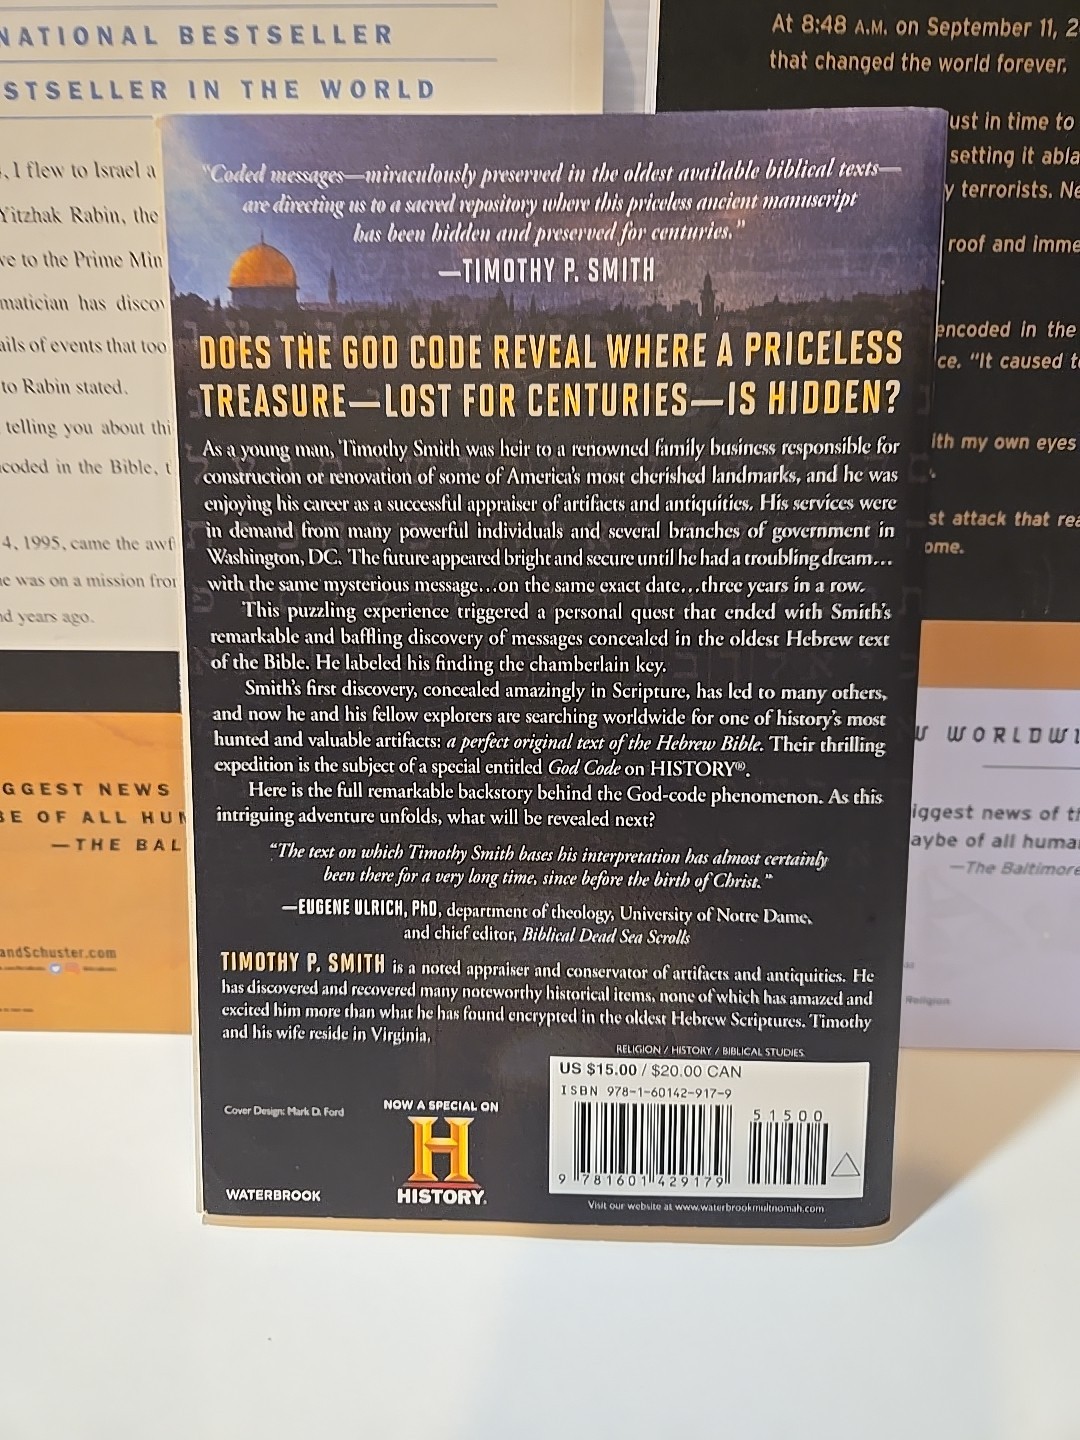 NATIONAL BESTSELLER
STSELLER IN THE WORLD
, I flew to Israel a
Yitzhak Rabin, the
ve to the Prime Min
matician has disco
ails of events that too
to Rabin stated.
telling you about thi
coded in the Bible, t
4, 1995, came the awf
e was on a mission fror
nd years ago.
GGEST NEWS
BE OF ALL HUM
—THE BAL
andSchuster.com
At 8:48 A.M. on September 11, 2
that changed the world forever.
ust in time to
setting it abla
y terrorists. Ne
roof and imme
encoded in the
ce. "It caused t
ith my own eyes
st attack that rea
ome.
W WORLDWI
iggest news of th
aybe of all huma
—The Baltimore
Religion
"Coded messages—miraculously preserved in the oldest available biblical texts—
are directing us to a sacred repository where this priceless ancient manuscript
has been hidden and preserved for centuries."
—TIMOTHY P. SMITH
DOES THE GOD CODE REVEAL WHERE A PRICELESS
TREASURE—LOST FOR CENTURIES—IS HIDDEN?
As a young man, Timothy Smith was heir to a renowned family business responsible for
construction or renovation of some of America's most cherished landmarks, and he was
enjoying his career as a successful appraiser of artifacts and antiquities. His services were
in demand from many powerful individuals and several branches of government in
Washington, DC. The future appeared bright and secure until he had a troubling dream...
with the same mysterious message...on the same exact date...three years in a row.
This puzzling experience triggered a personal quest that ended with Smith's
remarkable and baffling discovery of messages concealed in the oldest Hebrew text
of the Bible. He labeled his finding the chamberlain key.
Smith's first discovery, concealed amazingly in Scripture, has led to many others,
and now he and his fellow explorers are searching worldwide for one of history's most
hunted and valuable artifacts: a perfect original text of the Hebrew Bible. Their thrilling
expedition is the subject of a special entitled God Code on HISTORY®.
Here is the full remarkable backstory behind the God-code phenomenon. As this
intriguing adventure unfolds, what will be revealed next?
"The text on which Timothy Smith bases his interpretation has almost certainly
been there for a very long time, since before the birth of Christ."
—EUGENE ULRICH, PhD, department of theology, University of Notre Dame,
and chief editor, Biblical Dead Sea Scrolls
TIMOTHY P. SMITH is a noted appraiser and conservator of artifacts and antiquities. He
has discovered and recovered many noteworthy historical items, none of which has amazed and
excited him more than what he has found encrypted in the oldest Hebrew Scriptures. Timothy
and his wife reside in Virginia.
RELIGION / HISTORY / BIBLICAL STUDIES
US $15.00 / $20.00 CAN
ISBN 978-1-60142-917-9
51500
9 781601 429179
Cover Design: Mark D. Ford
NOW A SPECIAL ON
H
HISTORY.
WATERBROOK
Visit our website at www.waterbrookmultnomah.com